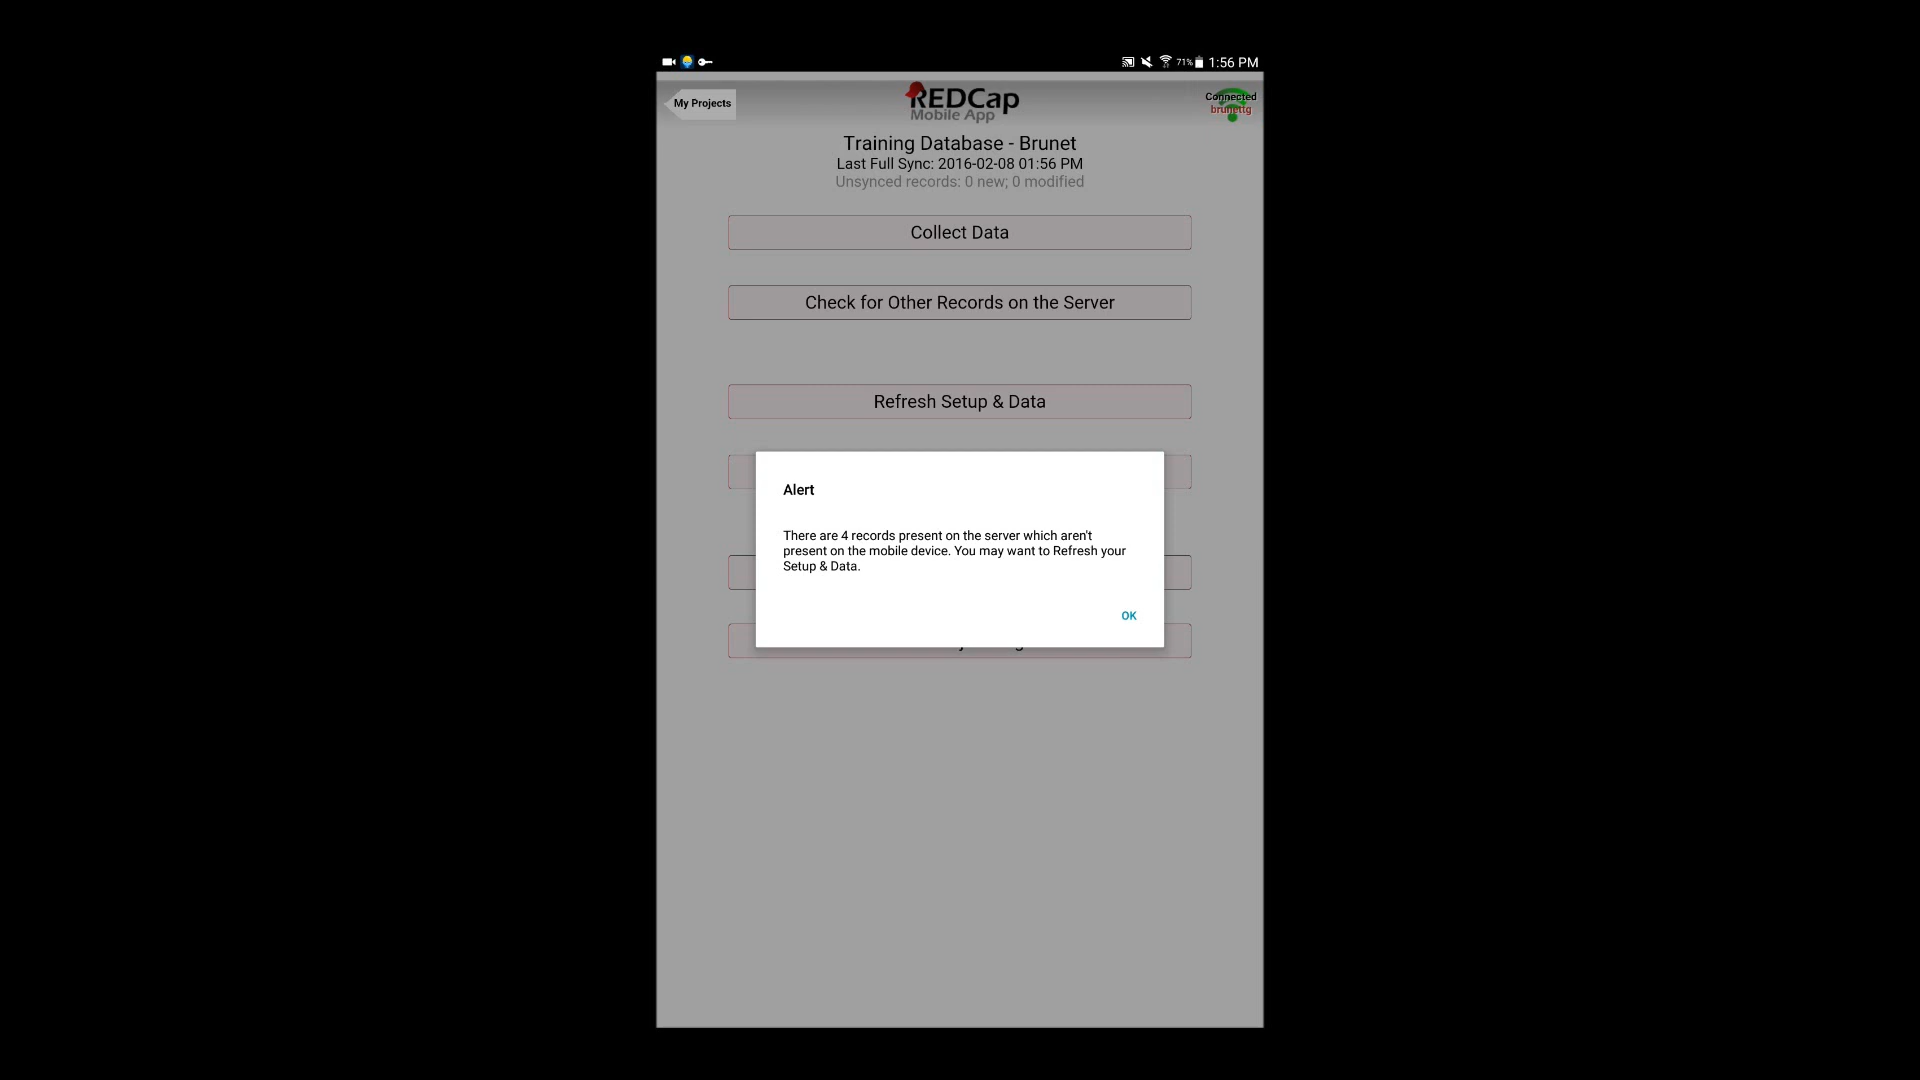 71% 1:56 PM
My Projects
REDCap
Mobile App
Connected
brunettg
Training Database - Brunet
Last Full Sync: 2016-02-08 01:56 PM
Unsynced records: 0 new; 0 modified
Collect Data
Check for Other Records on the Server
Refresh Setup & Data
Alert
There are 4 records present on the server which aren't
present on the mobile device. You may want to Refresh your
Setup & Data.
OK